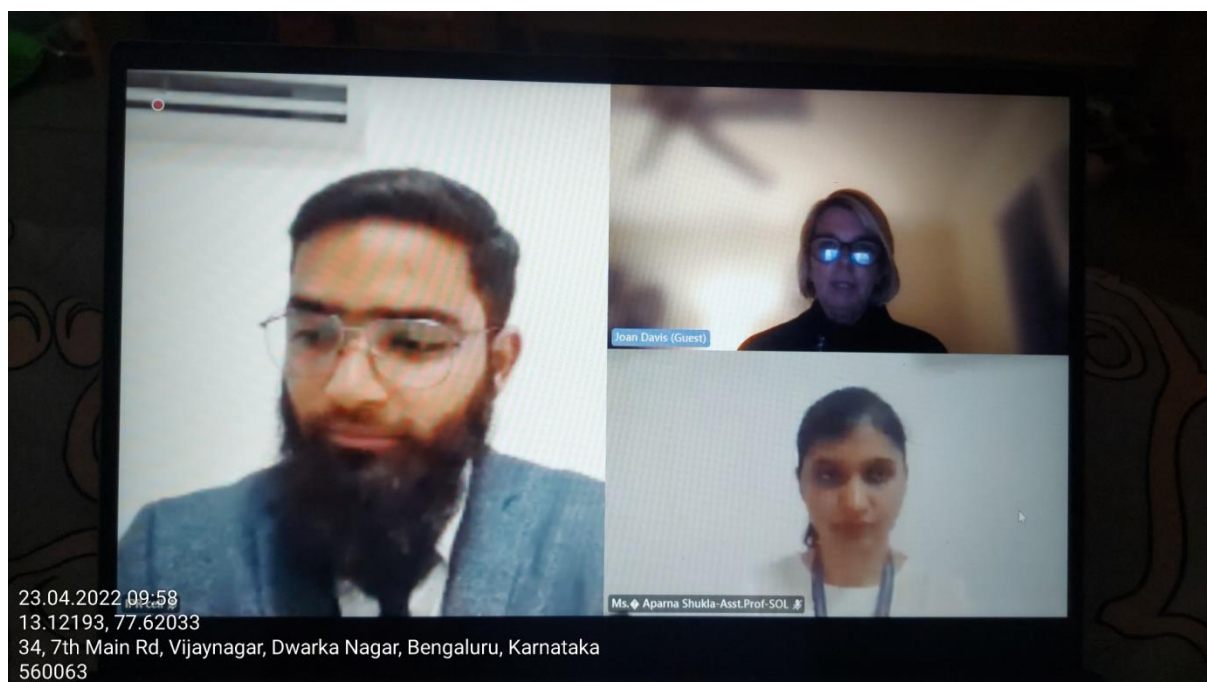 Joan Davis (Guest)
Ms.� Aparna Shukla-Asst.Prof-SOL
23.04.2022 09:58
13.12193, 77.62033
34, 7th Main Rd, Vijaynagar, Dwarka Nagar, Bengaluru, Karnataka
560063